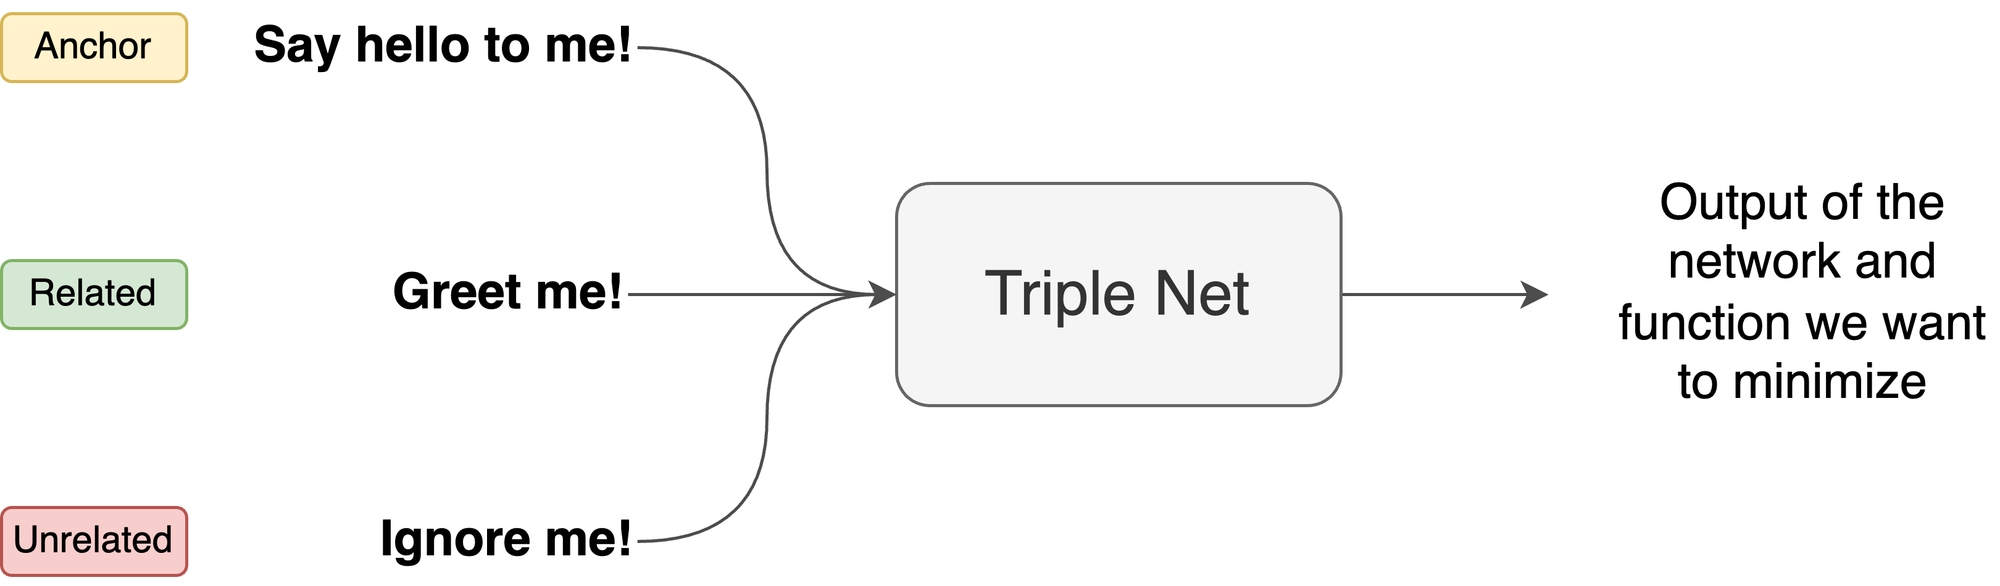 Anchor
Say hello to me!
Related
Greet me!
Unrelated
Ignore me!
Triple Net
Output of the
network and
function we want
to minimize